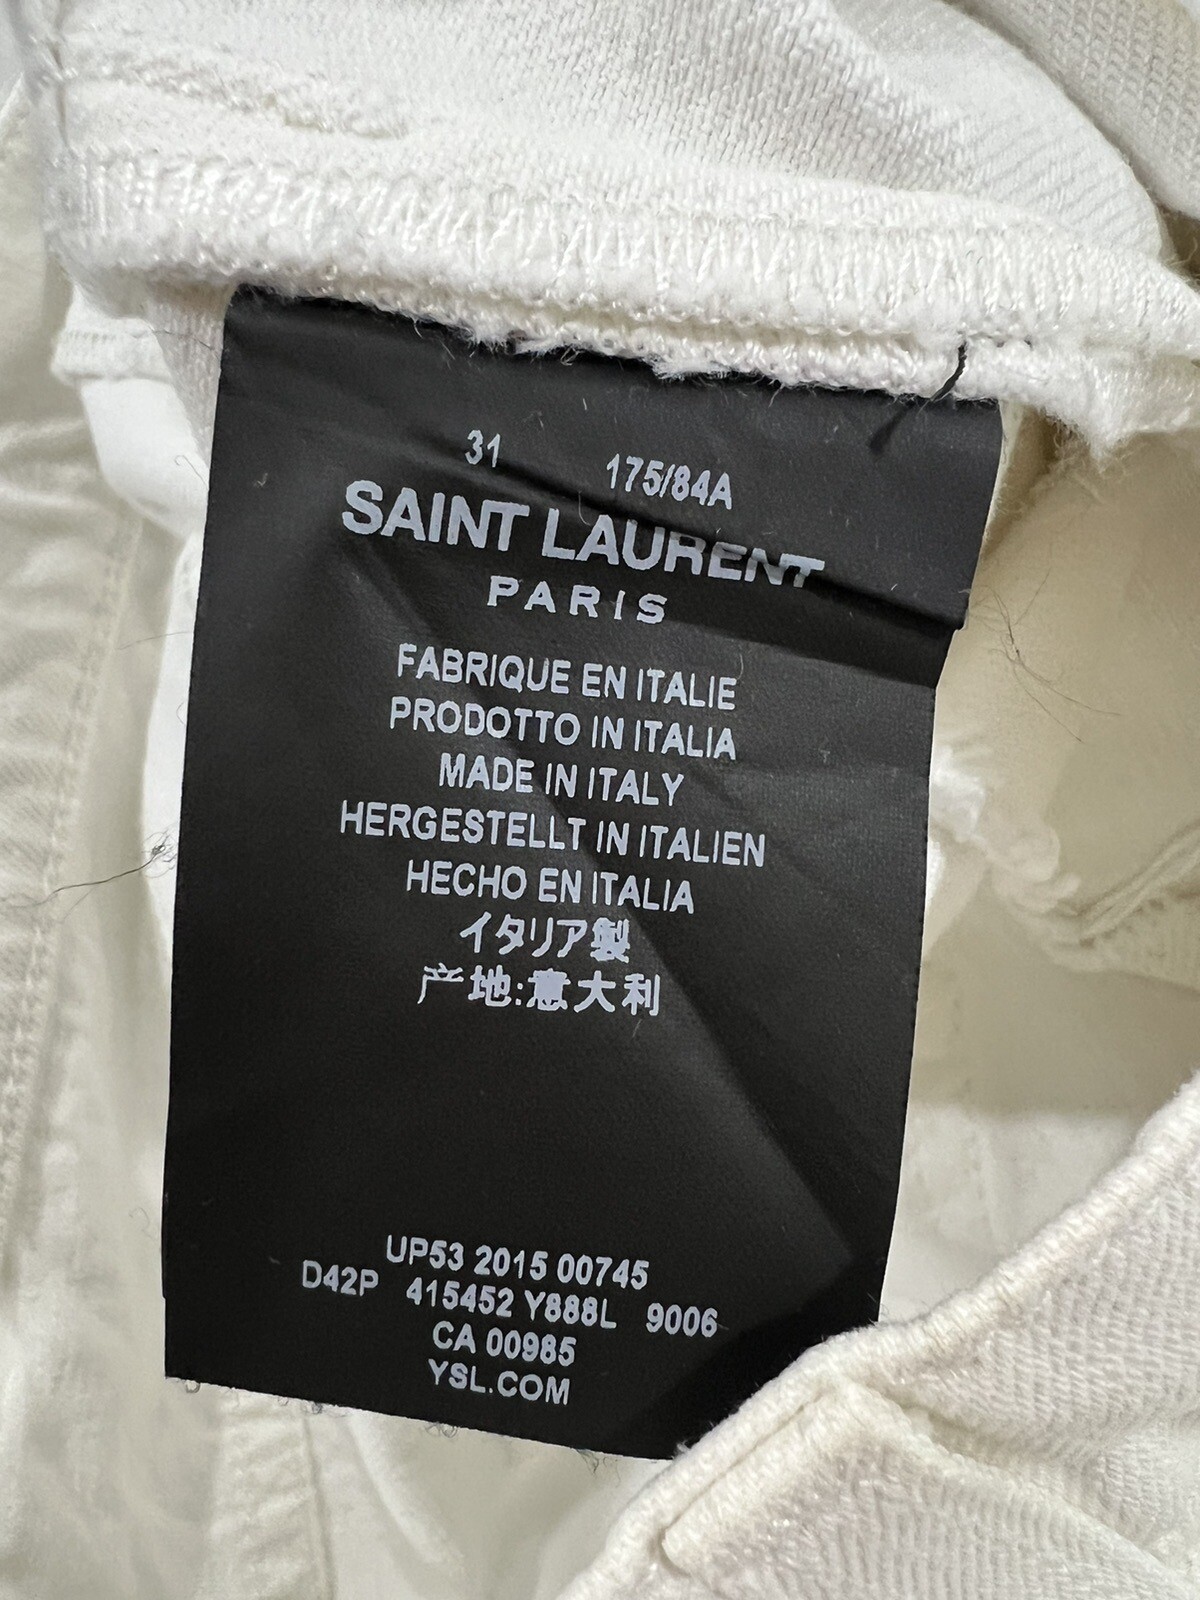 31 175/84A
SAINT LAURENT
PARIS
FABRIQUE EN ITALIE
PRODOTTO IN ITALIA
MADE IN ITALY
HERGESTELLT IN ITALIEN
HECHO EN ITALIA
イタリア製
产地:意大利
UP53 2015 00745
D42P 415452 Y888L 9006
CA 00985
YSL.COM